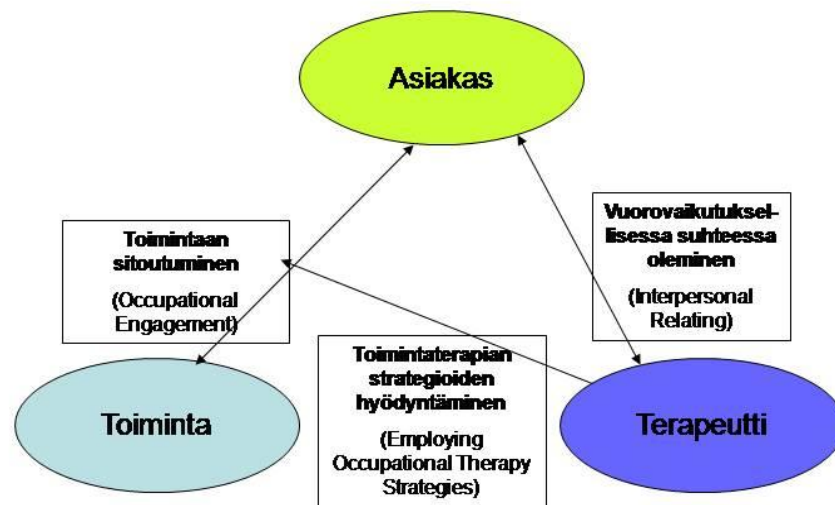 Asiakas
Toimintaan
sitoutuminen
(Occupational
Engagement)
Vuorovaikutuksel-
lisessa suhteessa
oleminen
(Interpersonal
Relating)
Toiminta
Toimintaterapian
strategioiden
hyödyntäminen
(Employing
Occupational Therapy
Strategies)
Terapeutti